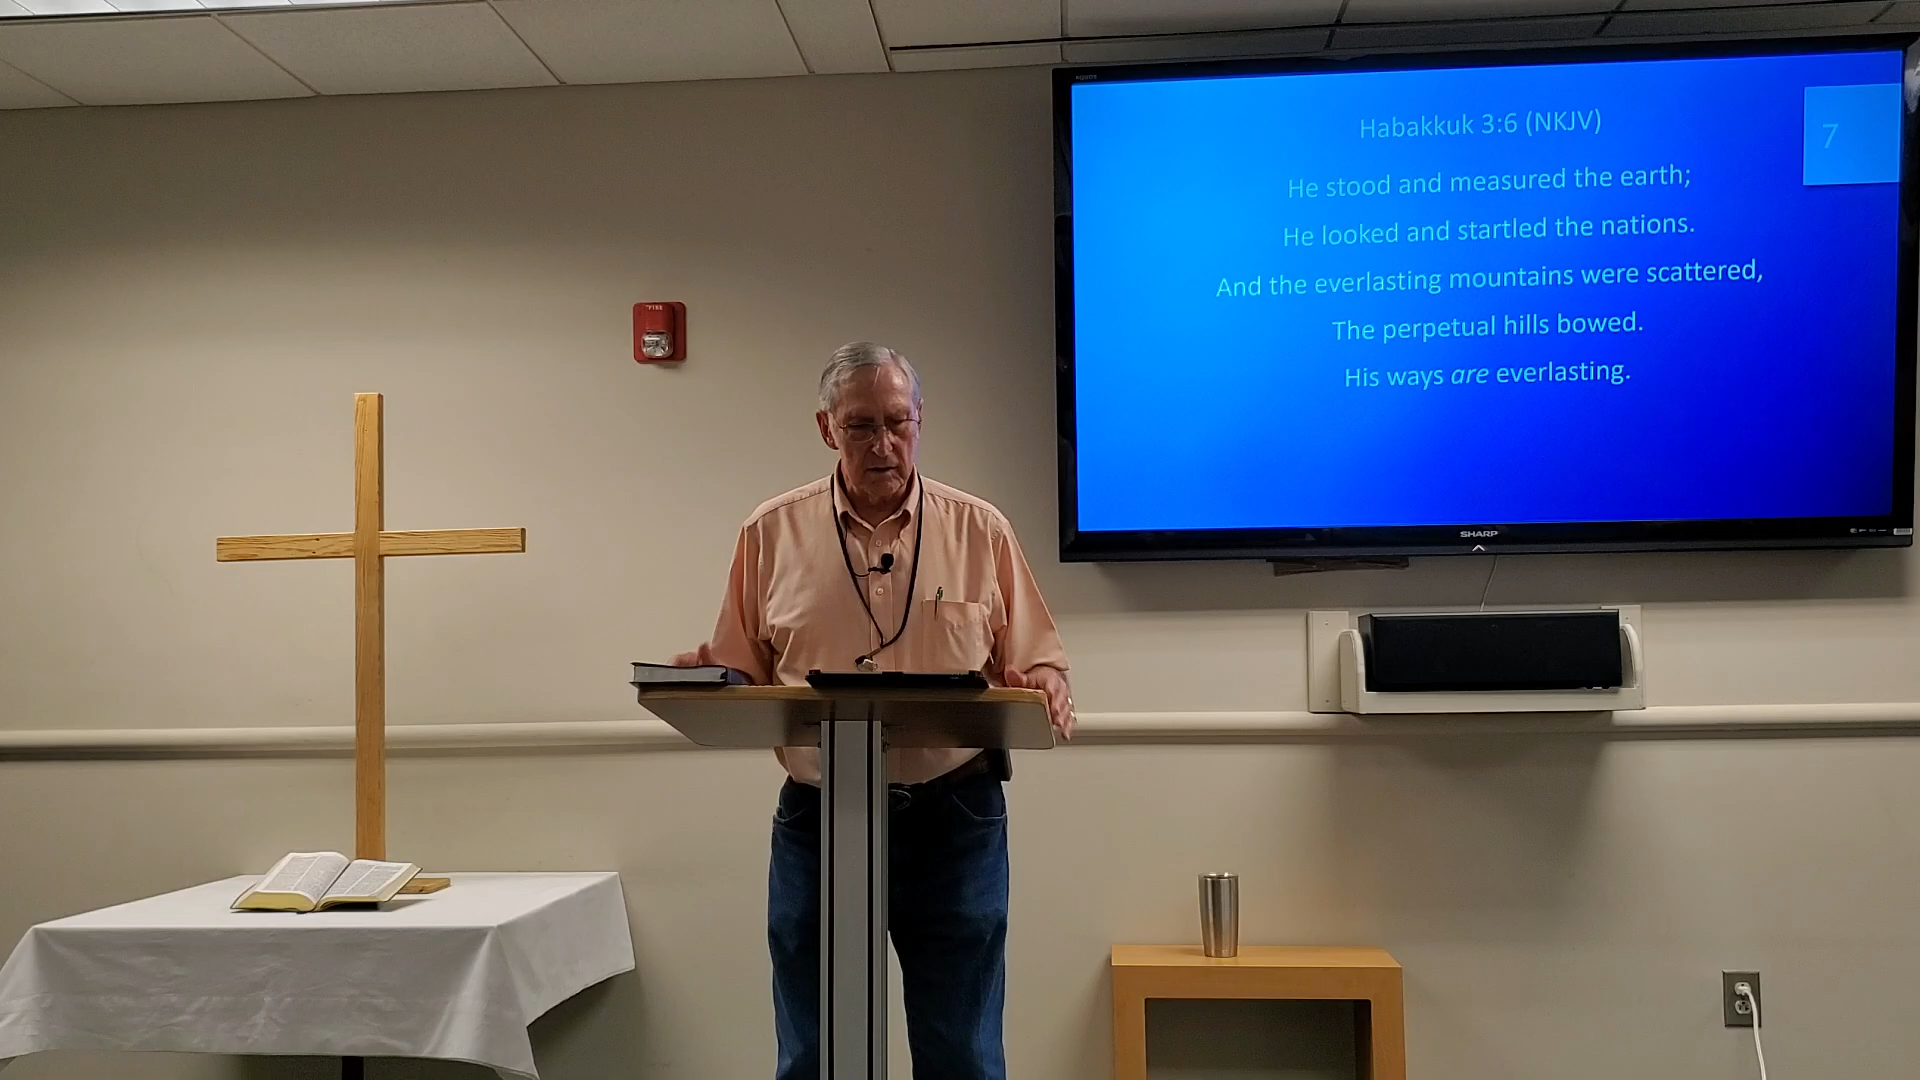 Habakkuk 3:6 (NKJV)
7
He stood and measured the earth;
He looked and startled the nations.
And the everlasting mountains were scattered,
The perpetual hills bowed.
His ways are everlasting.
SHARP
FIRE